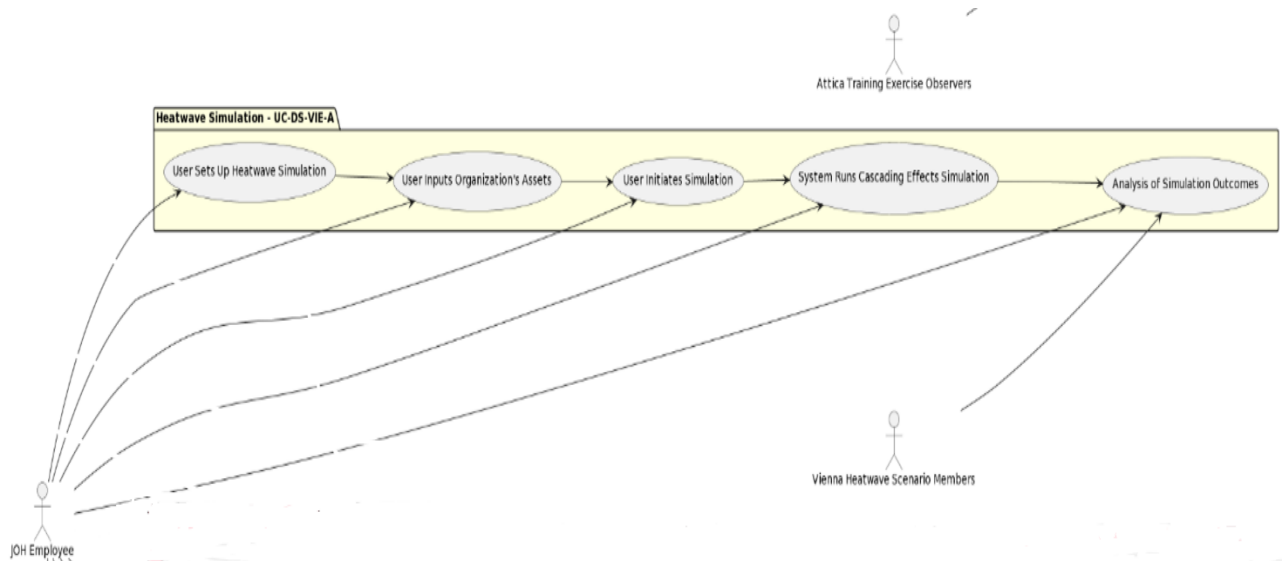 Attica Training Exercise Observers
Heatwave Simulation - UC-DS-VIE-A
User Sets Up Heatwave Simulation
User Inputs Organization's Assets
User Initiates Simulation
System Runs Cascading Effects Simulation
Analysis of Simulation Outcomes
Vienna Heatwave Scenario Members
JOH Employee